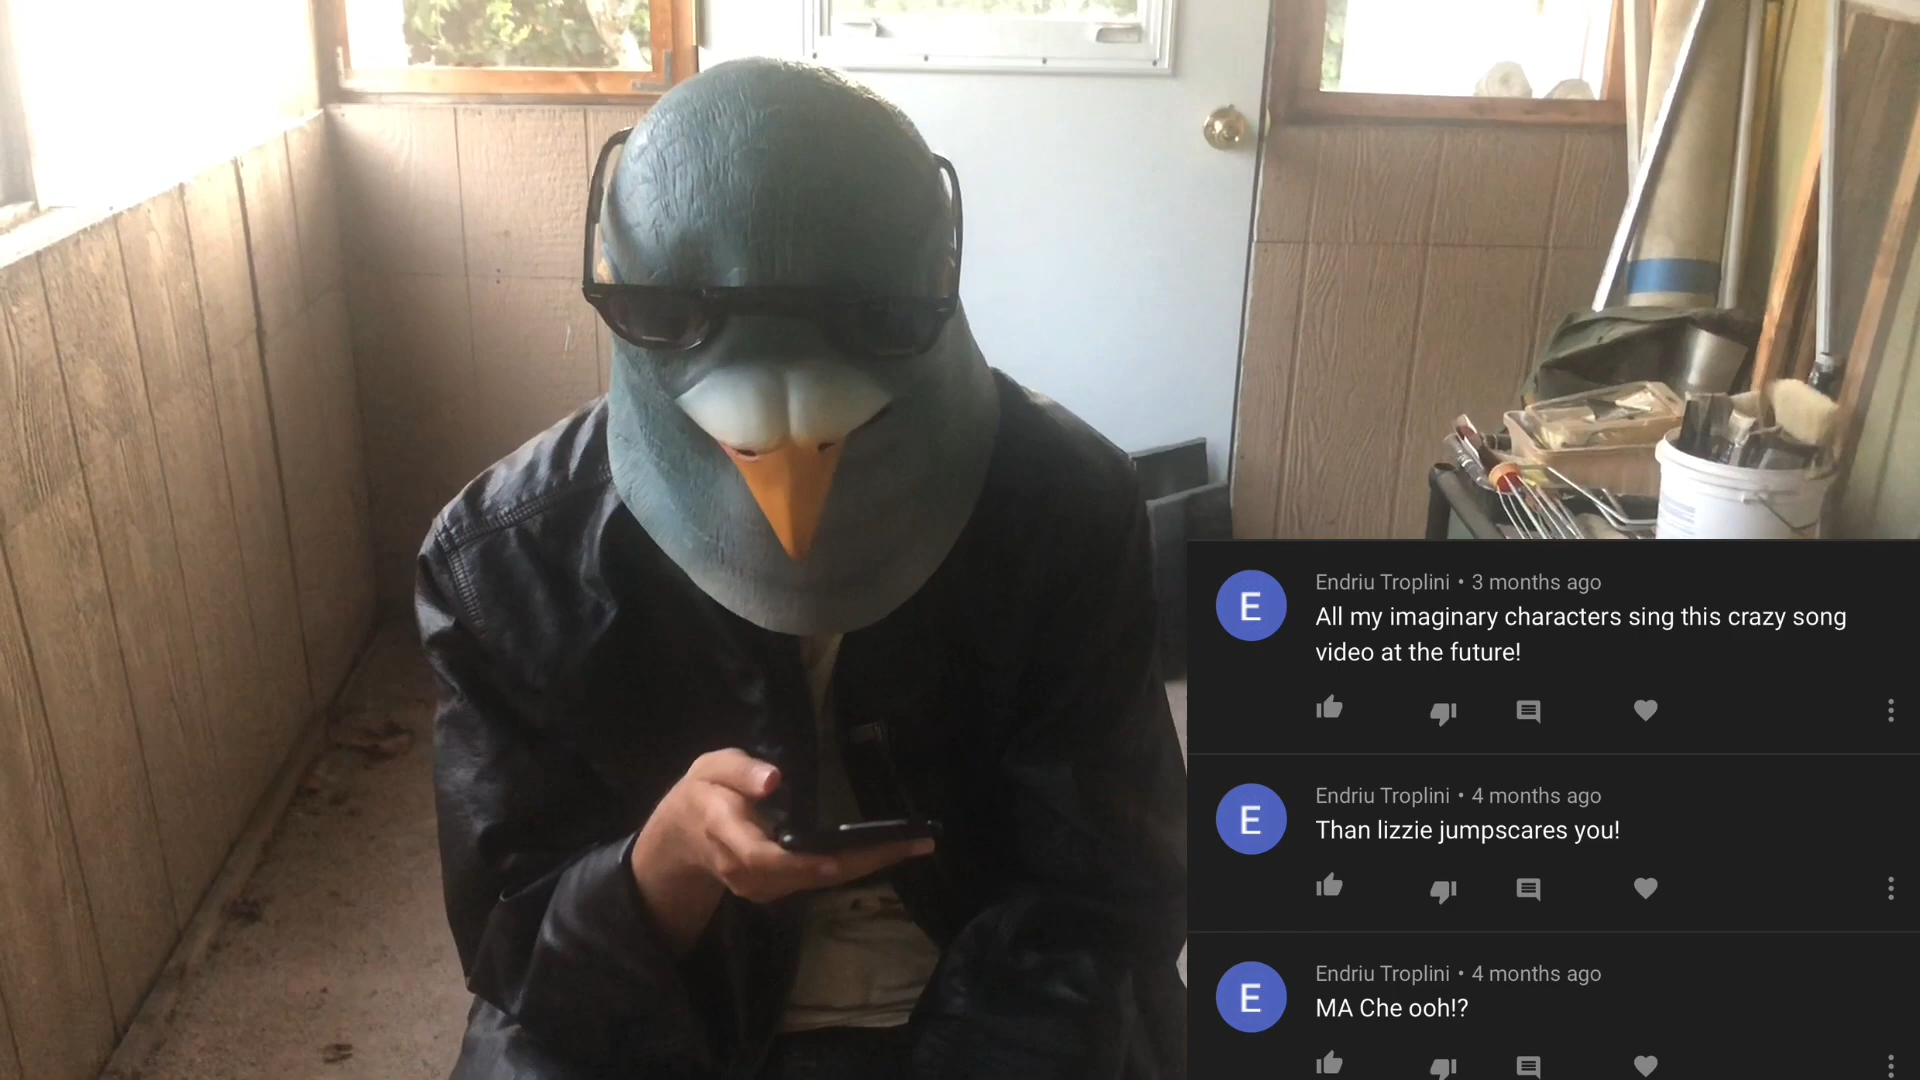 E
Endriu Troplini • 3 months ago
All my imaginary characters sing this crazy song
video at the future!
E
Endriu Troplini • 4 months ago
Than lizzie jumpscares you!
E
Endriu Troplini • 4 months ago
MA Che ooh!?